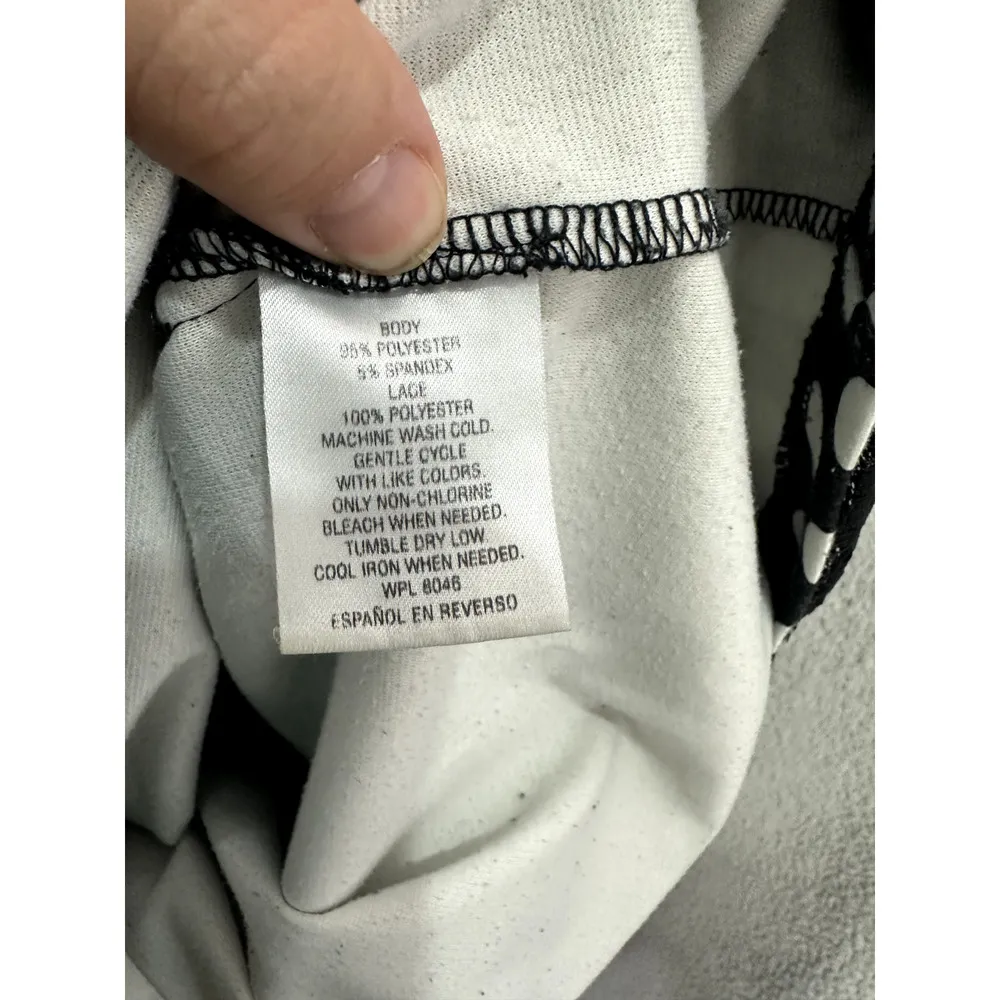 BODY
95% POLYESTER
5% SPANDEX
LACE
100% POLYESTER
MACHINE WASH COLD.
GENTLE CYCLE
WITH LIKE COLORS.
ONLY NON-CHLORINE
BLEACH WHEN NEEDED.
TUMBLE DRY LOW
COOL IRON WHEN NEEDED.
WPL 8046
ESPAÑOL EN REVERSO